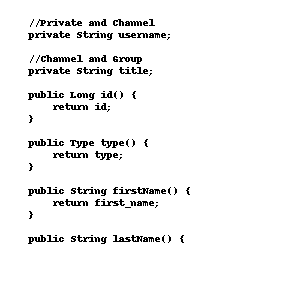 //Private and Channel
private String username;
//Channel and Group
private String title;
public Long id() {
return id;
}
public Type type() {
return type;
}
public String firstName() {
return first_name;
}
public String lastName() {